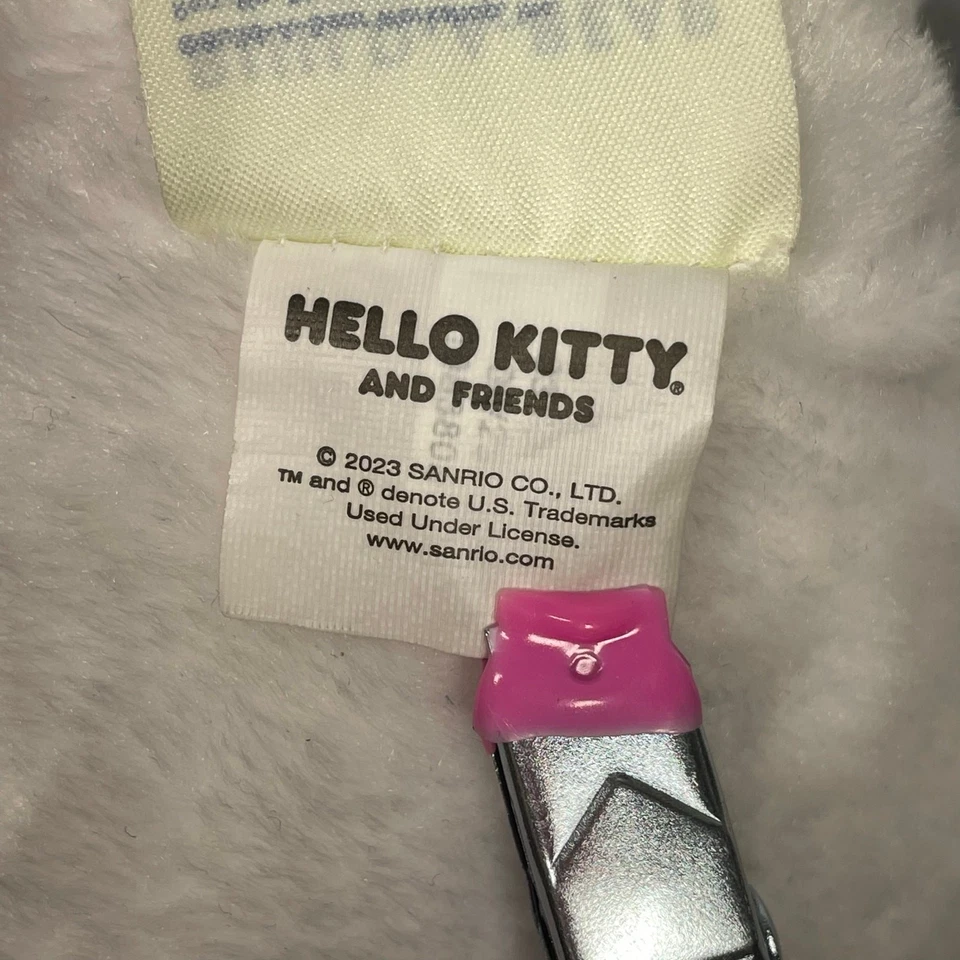 HELLO KITTY®
AND FRIENDS
© 2023 SANRIO CO., LTD.
™ and ® denote U.S. Trademarks
Used Under License.
www.sanrio.com